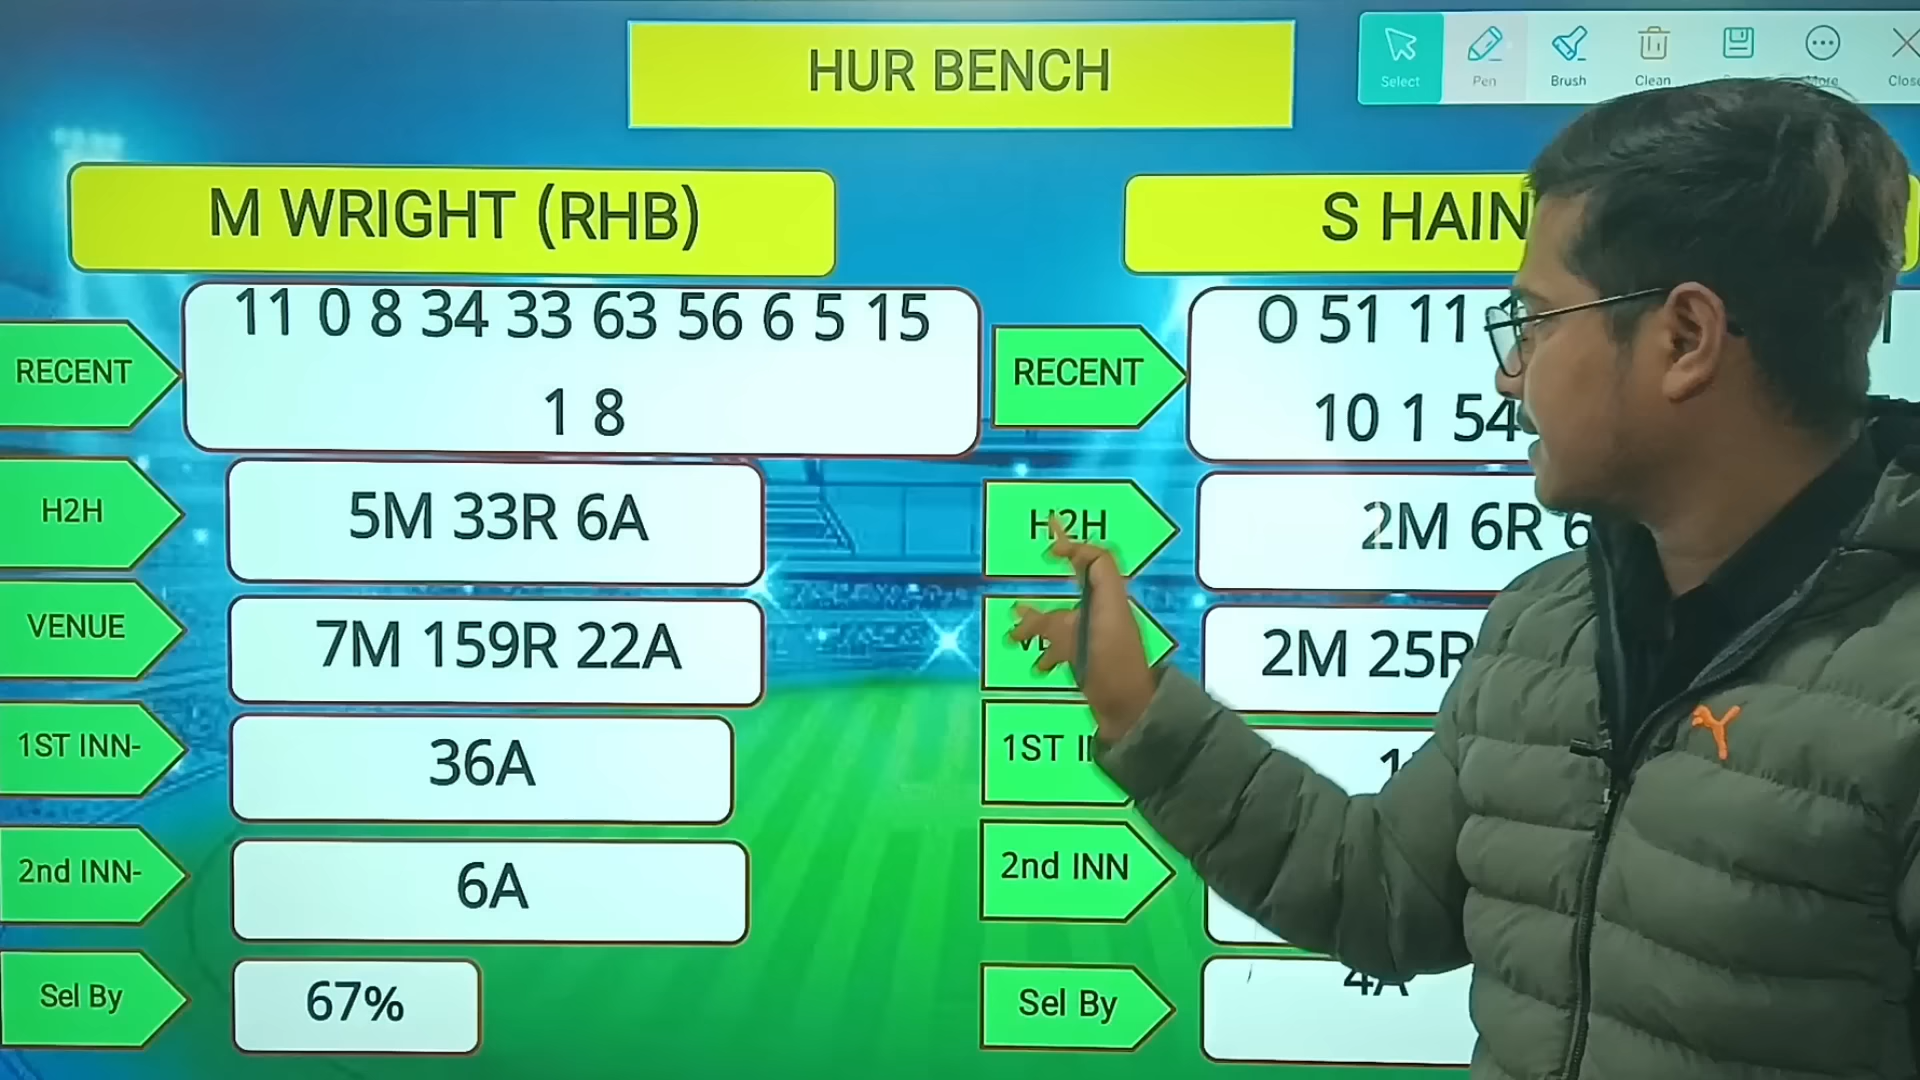 HUR BENCH
Select Pen Brush Clean More Close
M WRIGHT (RHB)
RECENT
11 0 8 34 33 63 56 6 5 15
1 8
H2H
5M 33R 6A
VENUE
7M 159R 22A
1ST INN-
36A
2nd INN-
6A
Sel By
67%
S HAIN
RECENT
O 51 11
10 1 54
H2H
2M 6R 6
2M 25R
1ST
2nd INN
4A
Sel By